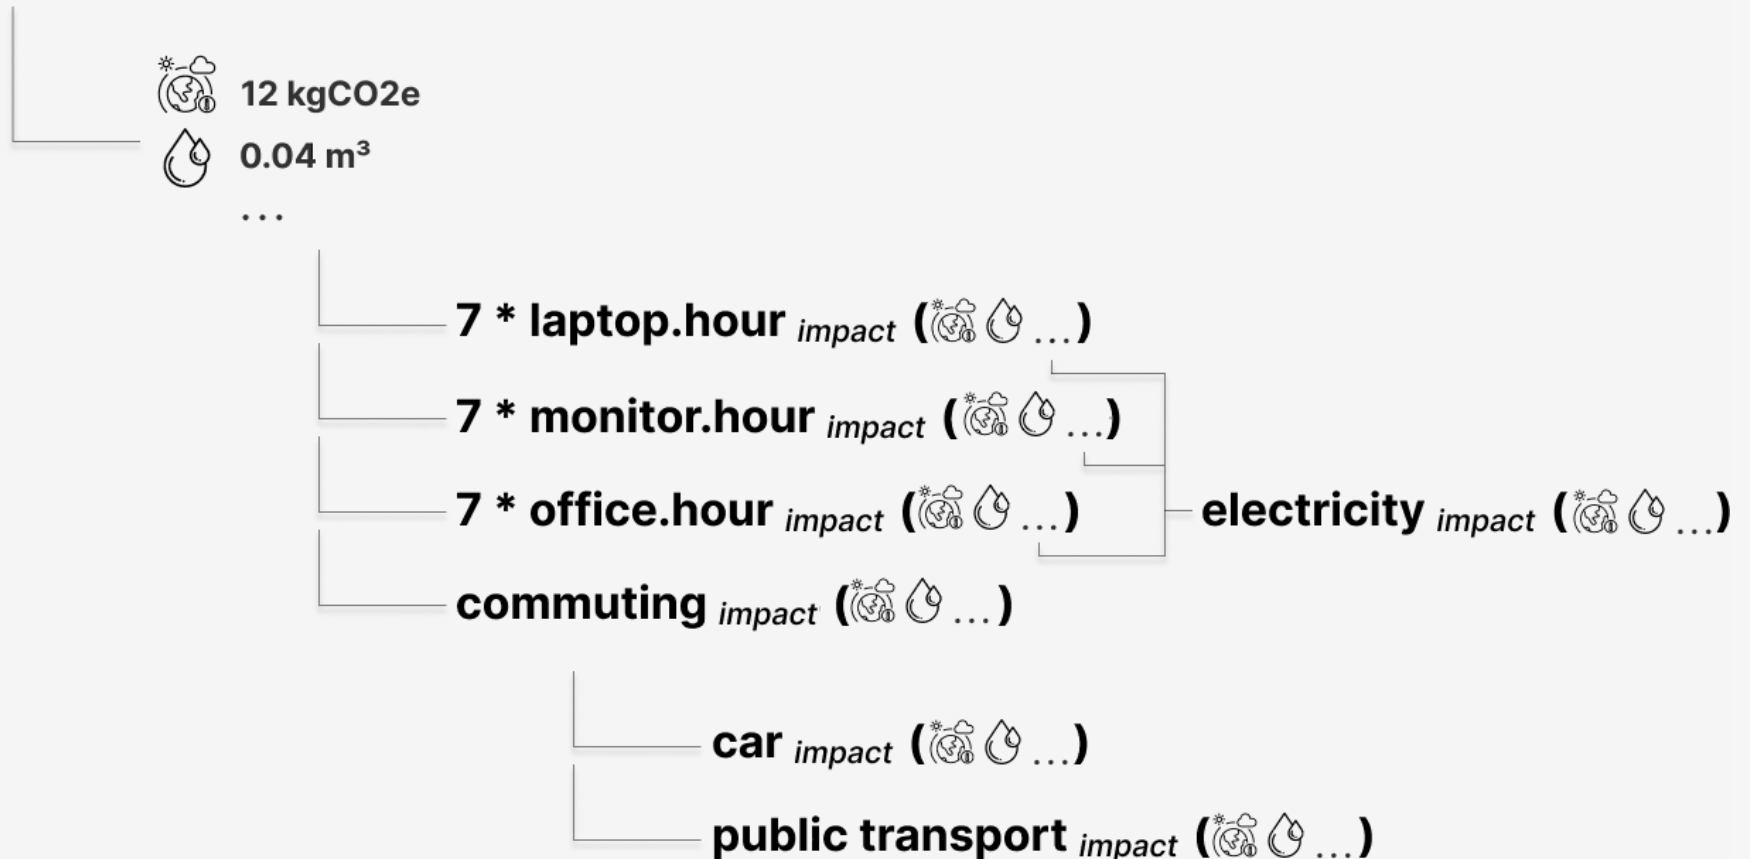 12 kgCO2e
0.04 m³
...
7 * laptop.hour impact ( ...)
7 * monitor.hour impact ( ...)
7 * office.hour impact ( ...)
electricity impact ( ...)
commuting impact ( ...)
car impact ( ...)
public transport impact ( ...)